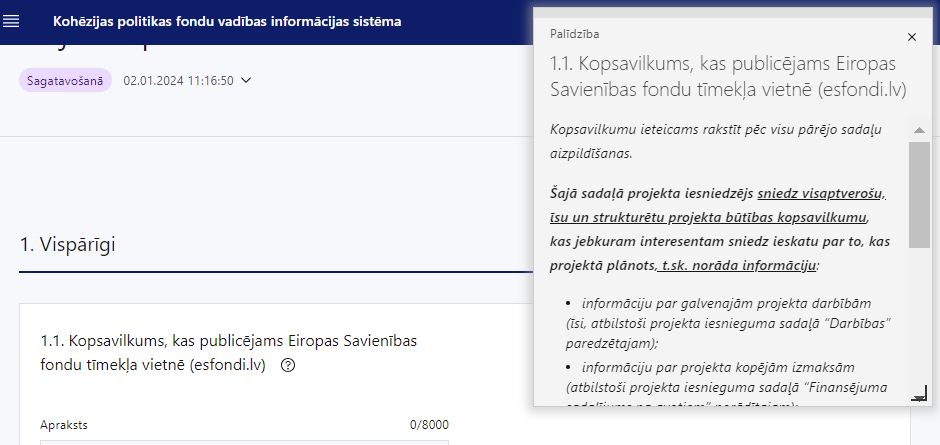 Kohēzijas politikas fondu vadības informācijas sistēma
Sagatavošanā
02.01.2024 11:16:50
1. Vispārīgi
1.1. Kopsavilkums, kas publicējams Eiropas Savienības
fondu tīmekļa vietnē (esfondi.lv)
Apraksts
0/8000
Palīdzība
1.1. Kopsavilkums, kas publicējams Eiropas
Savienības fondu tīmekļa vietnē (esfondi.lv)
Kopsavilkumu ieteicams rakstīt pēc visu pārējo sadaļu
aizpildīšanas.
Šajā sadaļā projekta iesniedzējs sniedz visaptverošu,
īsu un strukturētu projekta būtības kopsavilkumu,
kas jebkuram interesentam sniedz ieskatu par to, kas
projektā plānots, t.sk. norāda informāciju:
• informāciju par galvenajām projekta darbībām
(īsi, atbilstoši projekta iesnieguma sadaļā “Darbības”
paredzētajam);
• informāciju par projekta kopējām izmaksām
(atbilstoši projekta iesnieguma sadaļā “Finansējuma
sadalījums pa avotiem” norādītajam);